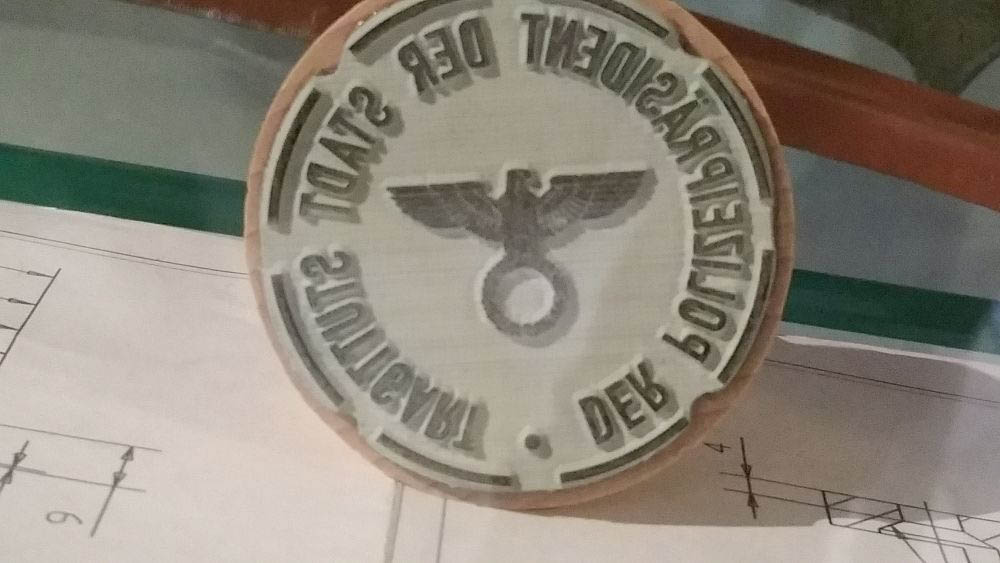 DER POLIZEIPRÄSIDENT DER STADT STUTTGART
4